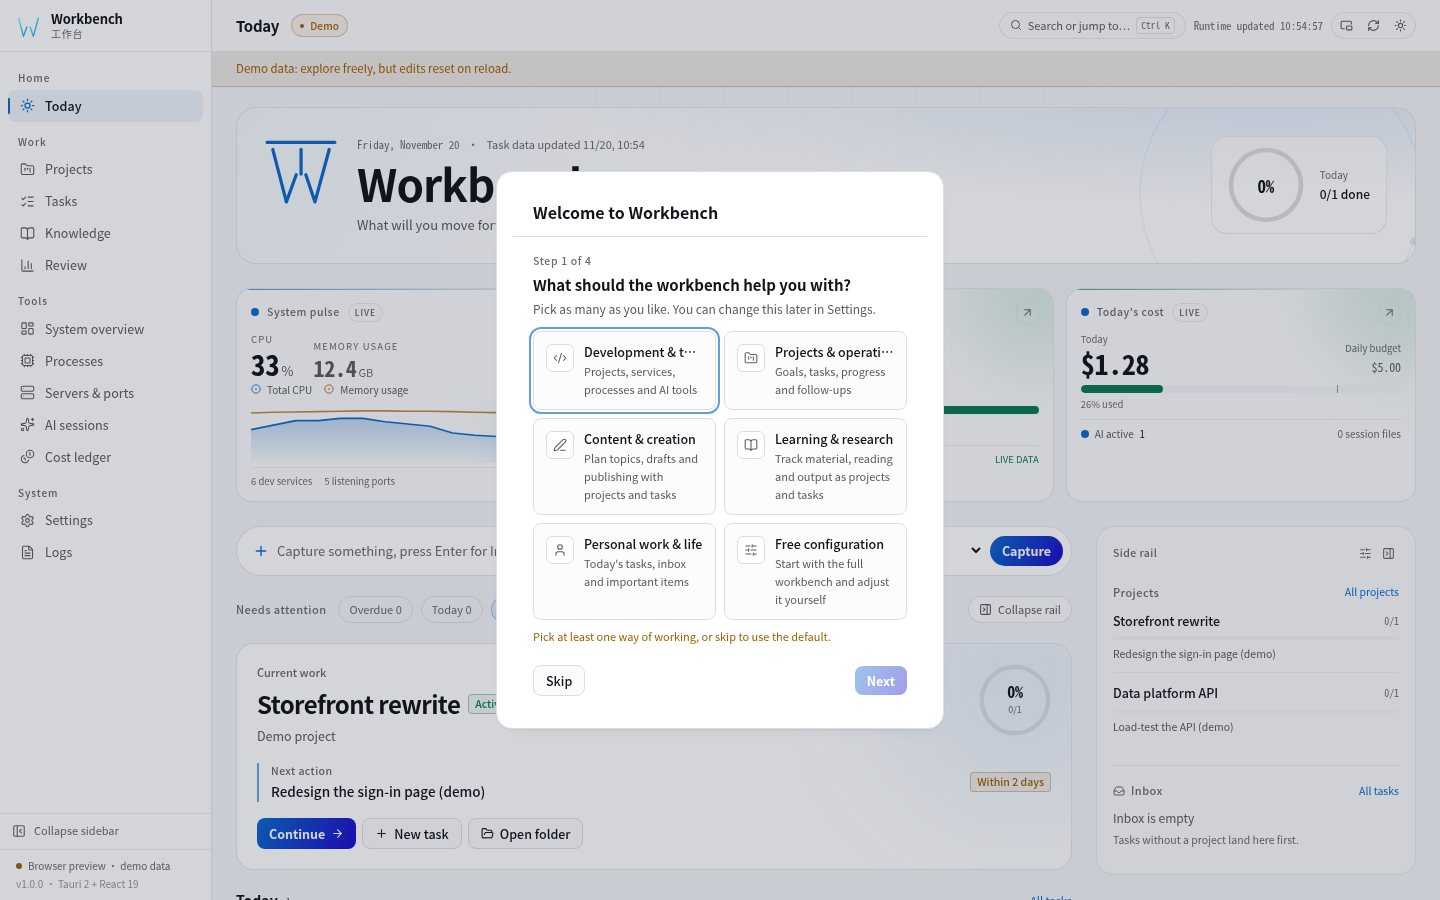 Workbench
工作台
Home
Today
Work
Projects
Tasks
Knowledge
Review
Tools
System overview
Processes
Servers & ports
AI sessions
Cost ledger
System
Settings
Logs
Collapse sidebar
Browser preview • demo data
v1.0.0 • Tauri 2 + React 19
Today
Demo
Search or jump to…
Ctrl K
Runtime updated 10:54:57
Demo data: explore freely, but edits reset on reload.
Friday, November 20 • Task data updated 11/20, 10:54
Workb
What will you move for
0%
Today
0/1 done
System pulse
LIVE
CPU
33 %
MEMORY USAGE
12.4 GB
Total CPU
Memory usage
6 dev services
5 listening ports
LIVE DATA
Today's cost
LIVE
Today
$1.28
Daily budget
$5.00
26% used
AI active 1
0 session files
Capture something, press Enter for I
Capture
Needs attention
Overdue 0
Today 0
Collapse rail
Current work
Storefront rewrite
Activ
Demo project
Next action
Redesign the sign-in page (demo)
Continue
New task
Open folder
0%
0/1
Within 2 days
Side rail
Projects
All projects
Storefront rewrite
0/1
Redesign the sign-in page (demo)
Data platform API
0/1
Load-test the API (demo)
Inbox
All tasks
Inbox is empty
Tasks without a project land here first.
Welcome to Workbench
Step 1 of 4
What should the workbench help you with?
Pick as many as you like. You can change this later in Settings.
Development & t…
Projects, services,
processes and AI tools
Projects & operati…
Goals, tasks, progress
and follow-ups
Content & creation
Plan topics, drafts and
publishing with
projects and tasks
Learning & research
Track material, reading
and output as projects
and tasks
Personal work & life
Today's tasks, inbox
and important items
Free configuration
Start with the full
workbench and adjust
it yourself
Pick at least one way of working, or skip to use the default.
Skip
Next
Today
All tasks